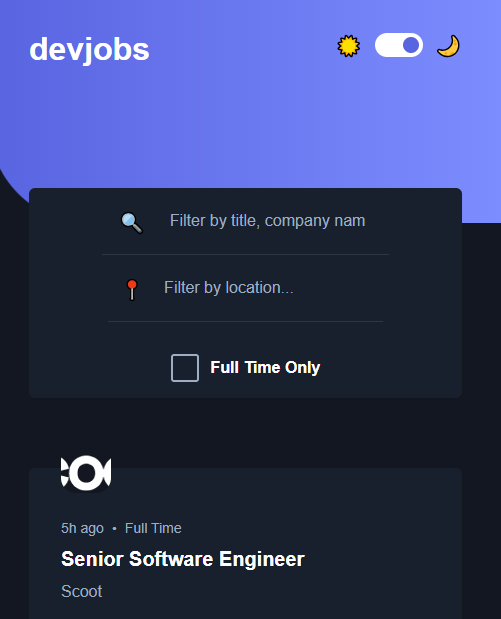 devjobs
Filter by title, company nam
Filter by location...
Full Time Only
5h ago • Full Time
Senior Software Engineer
Scoot